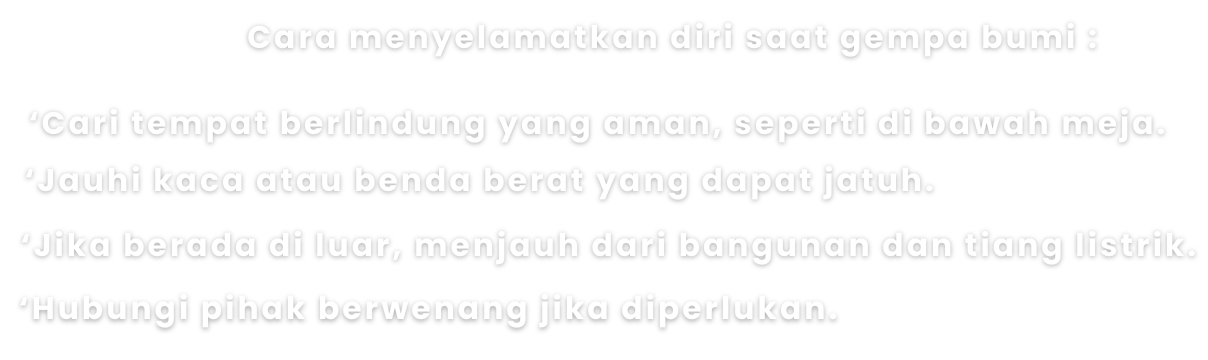 Cara menyelamatkan diri saat gempa bumi :
‘Cari tempat berlindung yang aman, seperti di bawah meja.
‘Jauhi kaca atau benda berat yang dapat jatuh.
‘Jika berada di luar, menjauh dari bangunan dan tiang listrik.
‘Hubungi pihak berwenang jika diperlukan.